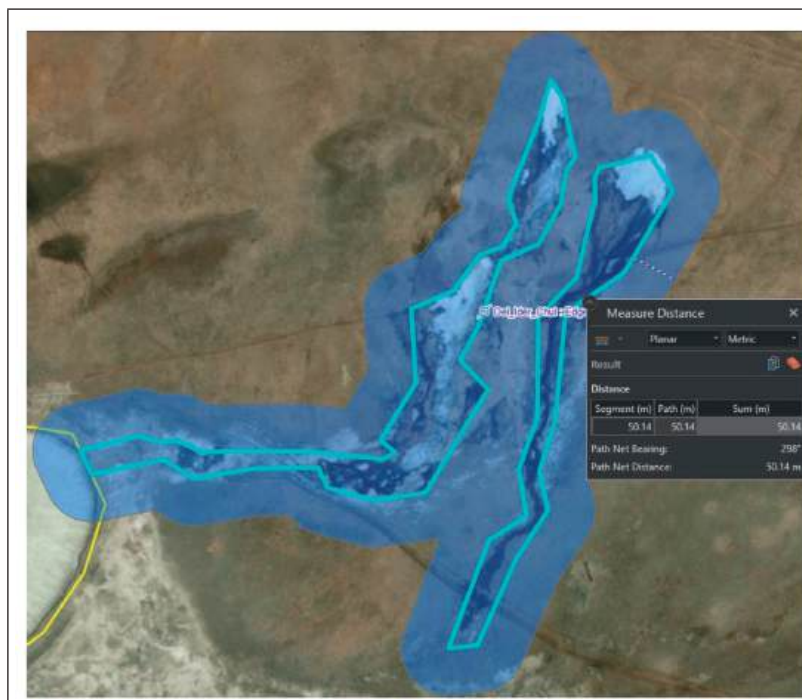 Measure Distance
Planar
Metric
Result
Distance
Segment (m) Path (m) Sum (m)
50.14 50.14 50.14
Path Net Bearing: 298°
Path Net Distance: 50.14 m